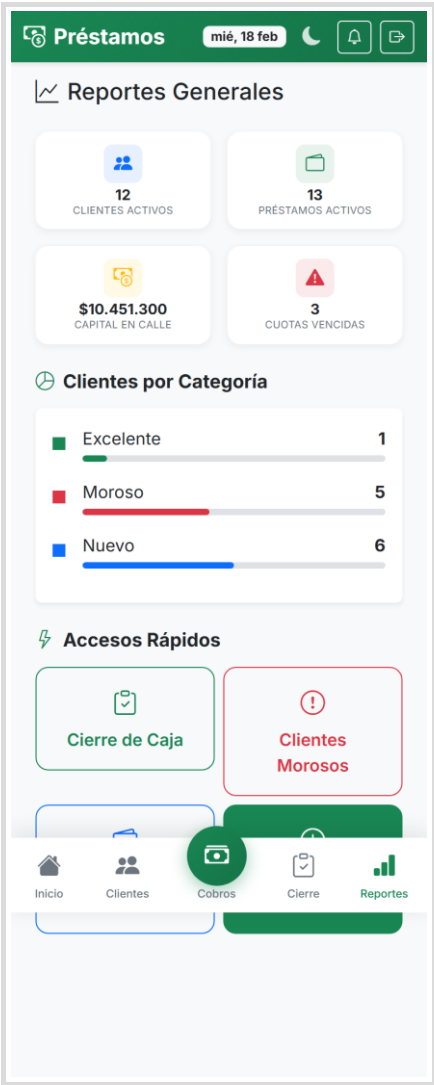 Préstamos
mié, 18 feb
Reportes Generales
12
CLIENTES ACTIVOS
13
PRÉSTAMOS ACTIVOS
$10.451.300
CAPITAL EN CALLE
3
CUOTAS VENCIDAS
Clientes por Categoría
Excelente 1
Moroso 5
Nuevo 6
Accesos Rápidos
Cierre de Caja
Clientes
Morosos
Inicio
Clientes
Cobros
Cierre
Reportes